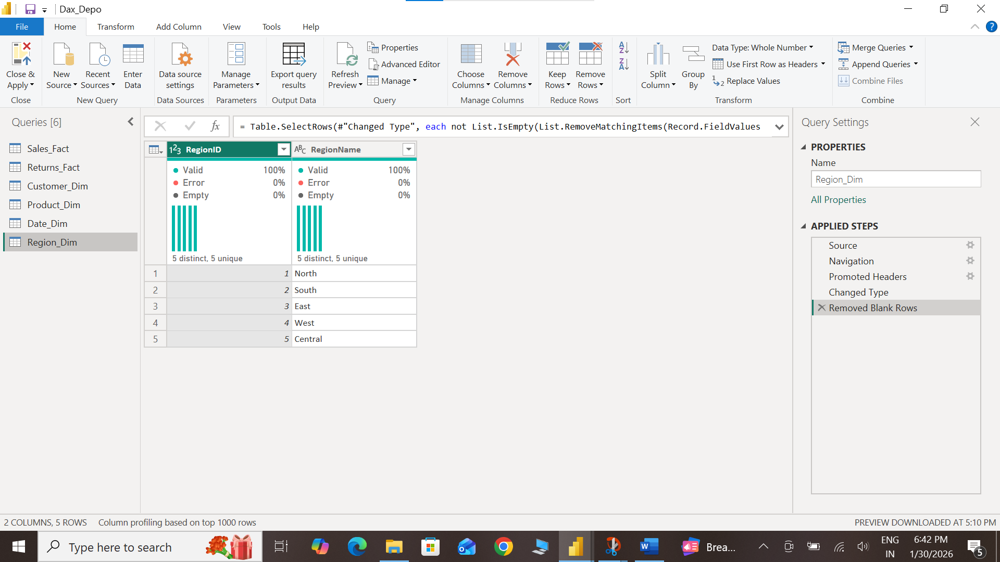 Dax_Depo
File Home Transform Add Column View Tools Help
Close & Apply
New Source
Recent Sources
Enter Data
Data source settings
Manage Parameters
Export query results
Refresh Preview
Properties
Advanced Editor
Manage
Choose Columns
Remove Columns
Keep Rows
Remove Rows
Split Column
Group By
Data Type: Whole Number
Use First Row as Headers
Replace Values
Merge Queries
Append Queries
Combine Files
Close New Query Data Sources Parameters Output Data Query Manage Columns Reduce Rows Sort Transform Combine
Queries [6]
Sales_Fact
Returns_Fact
Customer_Dim
Product_Dim
Date_Dim
Region_Dim
fx = Table.SelectRows(#"Changed Type", each not List.IsEmpty(List.RemoveMatchingItems(Record.FieldValues
123 RegionID ABC RegionName
Valid 100% Valid 100%
Error 0% Error 0%
Empty 0% Empty 0%
5 distinct, 5 unique 5 distinct, 5 unique
1 1 North
2 2 South
3 3 East
4 4 West
5 5 Central
Query Settings
PROPERTIES
Name
Region_Dim
All Properties
APPLIED STEPS
Source
Navigation
Promoted Headers
Changed Type
Removed Blank Rows
2 COLUMNS, 5 ROWS Column profiling based on top 1000 rows PREVIEW DOWNLOADED AT 5:10 PM
Type here to search
Brea...
ENG IN
6:42 PM
1/30/2026
5